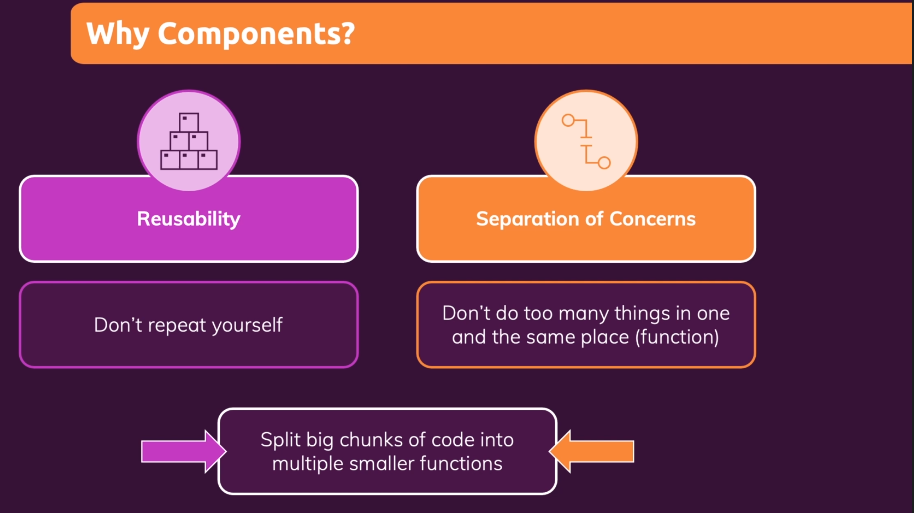 Why Components?
Reusability
Separation of Concerns
Don’t repeat yourself
Don’t do too many things in one
and the same place (function)
Split big chunks of code into
multiple smaller functions